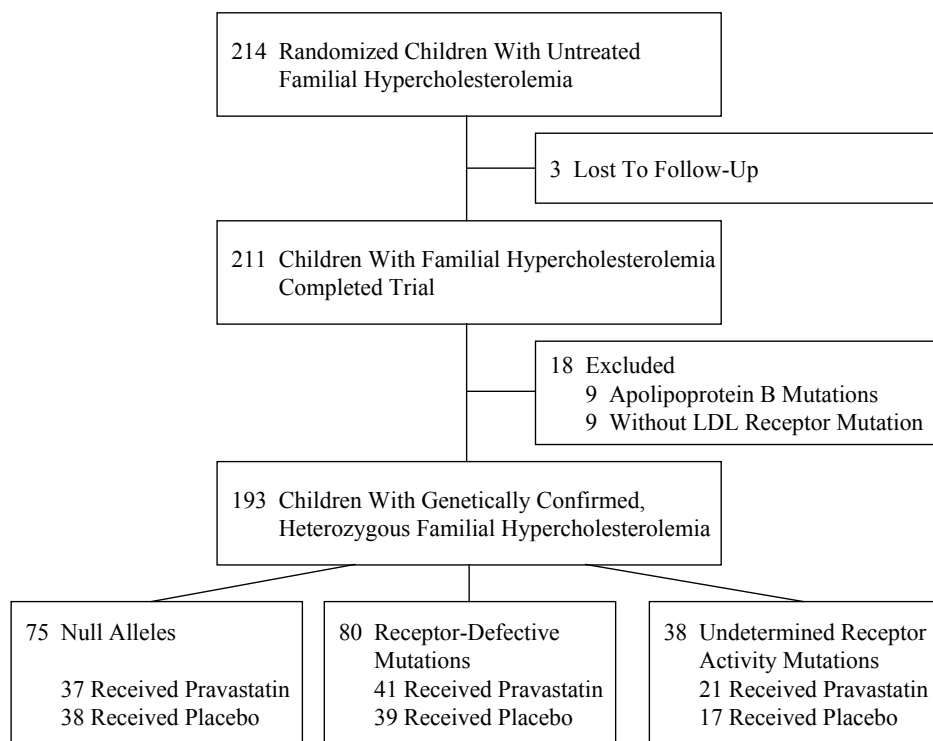 214 Randomized Children With Untreated
Familial Hypercholesterolemia
3 Lost To Follow-Up
211 Children With Familial Hypercholesterolemia
Completed Trial
18 Excluded
9 Apolipoprotein B Mutations
9 Without LDL Receptor Mutation
193 Children With Genetically Confirmed,
Heterozygous Familial Hypercholesterolemia
75 Null Alleles
37 Received Pravastatin
38 Received Placebo
80 Receptor-Defective
Mutations
41 Received Pravastatin
39 Received Placebo
38 Undetermined Receptor
Activity Mutations
21 Received Pravastatin
17 Received Placebo